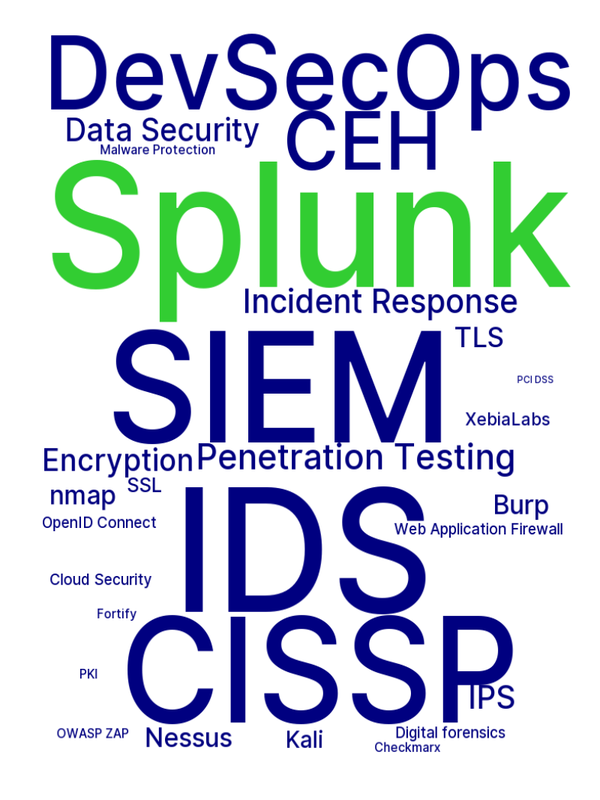 DevSecOps
Data Security
CEH
Malware Protection
Splunk
Incident Response
TLS
SIEM
PCI DSS
XebiaLabs
Encryption
Penetration Testing
SSL
nmap
Burp
OpenID Connect
IDS
Web Application Firewall
Cloud Security
Fortify
CISSP
PKI
IPS
OWASP ZAP
Nessus
Kali
Digital forensics
Checkmarx